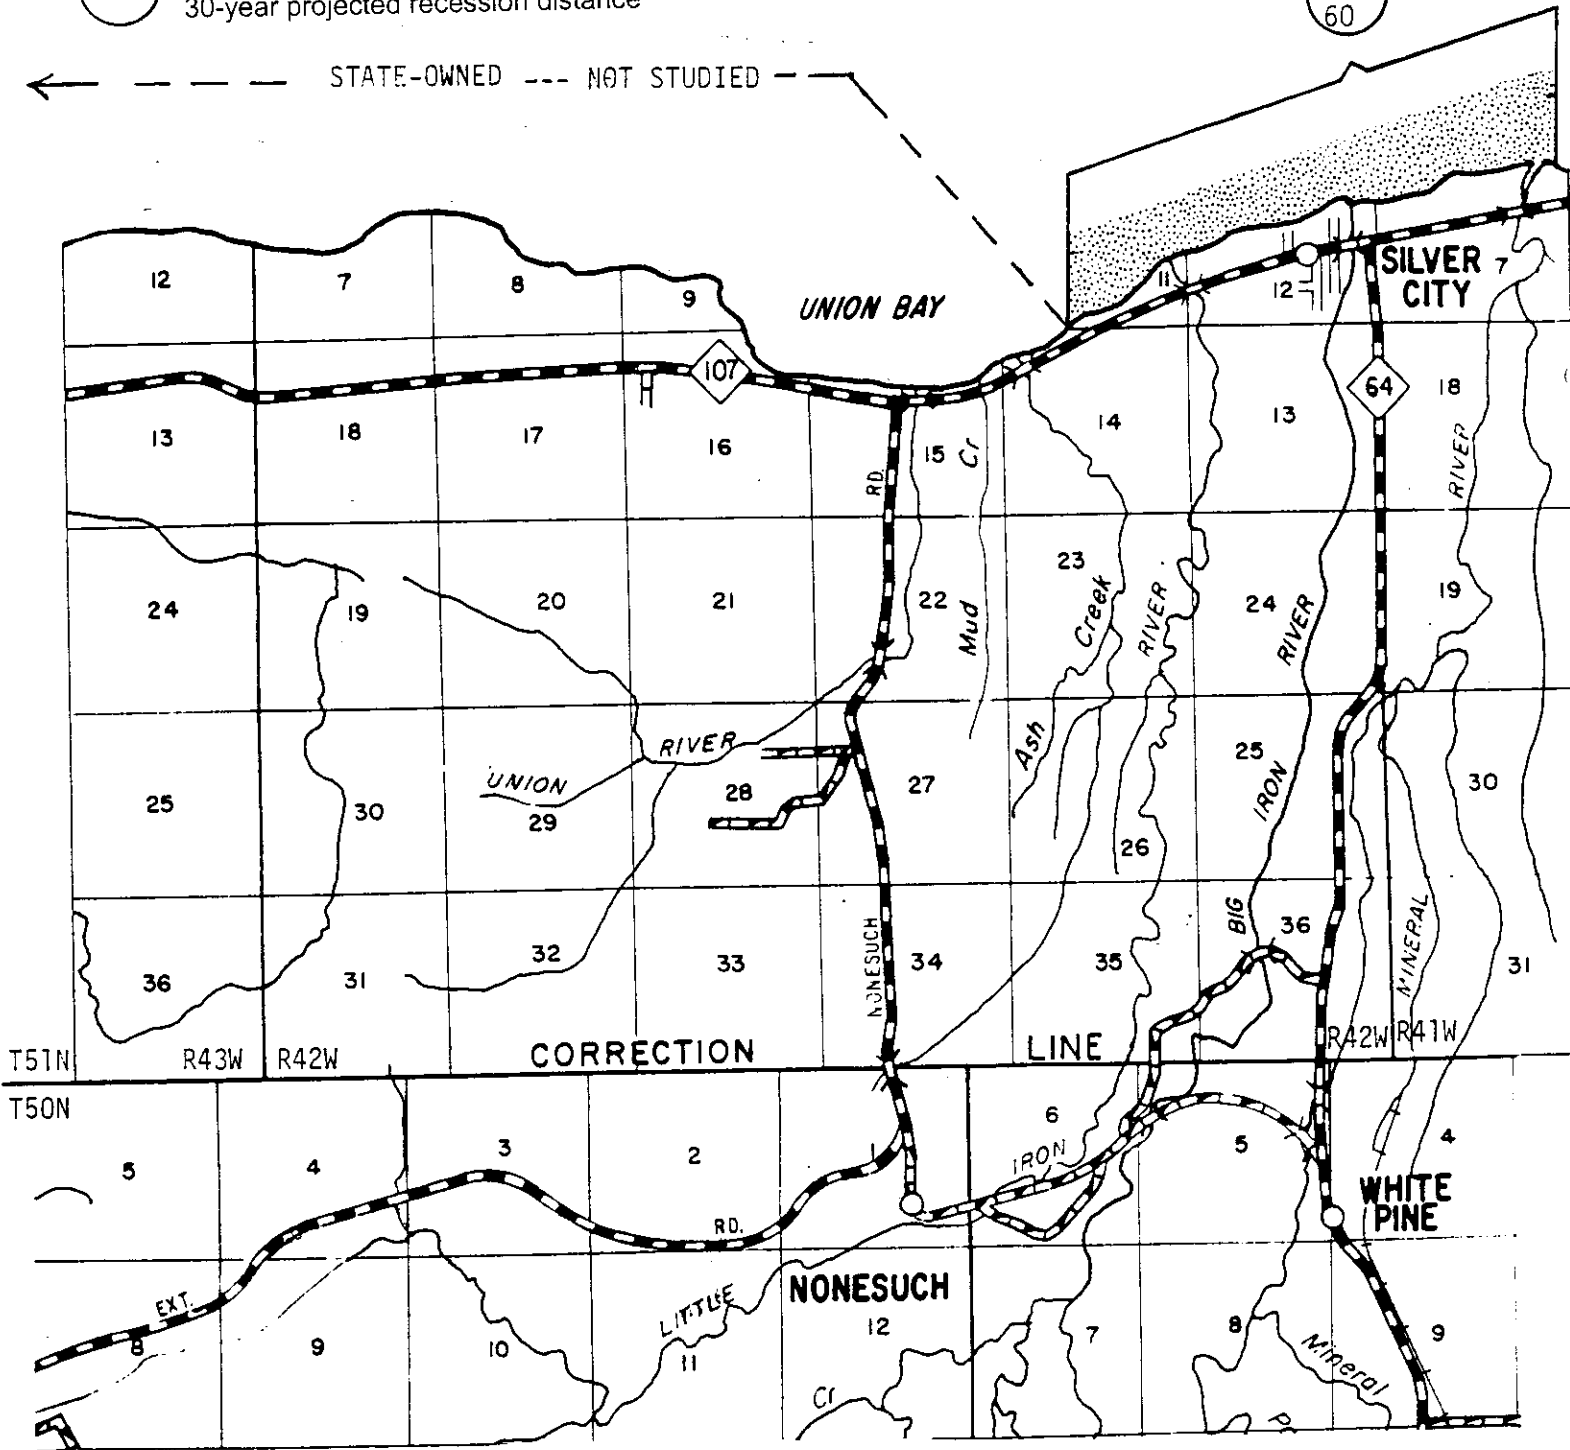 30-year projected recession distance
60
STATE-OWNED --- NOT STUDIED
UNION BAY
SILVER
CITY
12
7
8
9
11
12
7
107
64
13
18
17
16
RD.
15
Cr
14
13
18
RIVER
24
19
20
21
22
Mud
23
Creek
RIVER
24
RIVER
19
25
30
UNION
RIVER
29
28
27
Ash
26
25
IRON
30
36
31
32
33
NONESUCH
34
35
BIG
36
MINERAL
31
T51N
R43W
R42W
CORRECTION
LINE
R42W
R41W
T50N
5
4
3
2
1
6
IRON
5
4
WHITE
PINE
RD.
EXT.
LITTLE
NONESUCH
8
9
10
11
12
Cr
7
8
Mineral
9